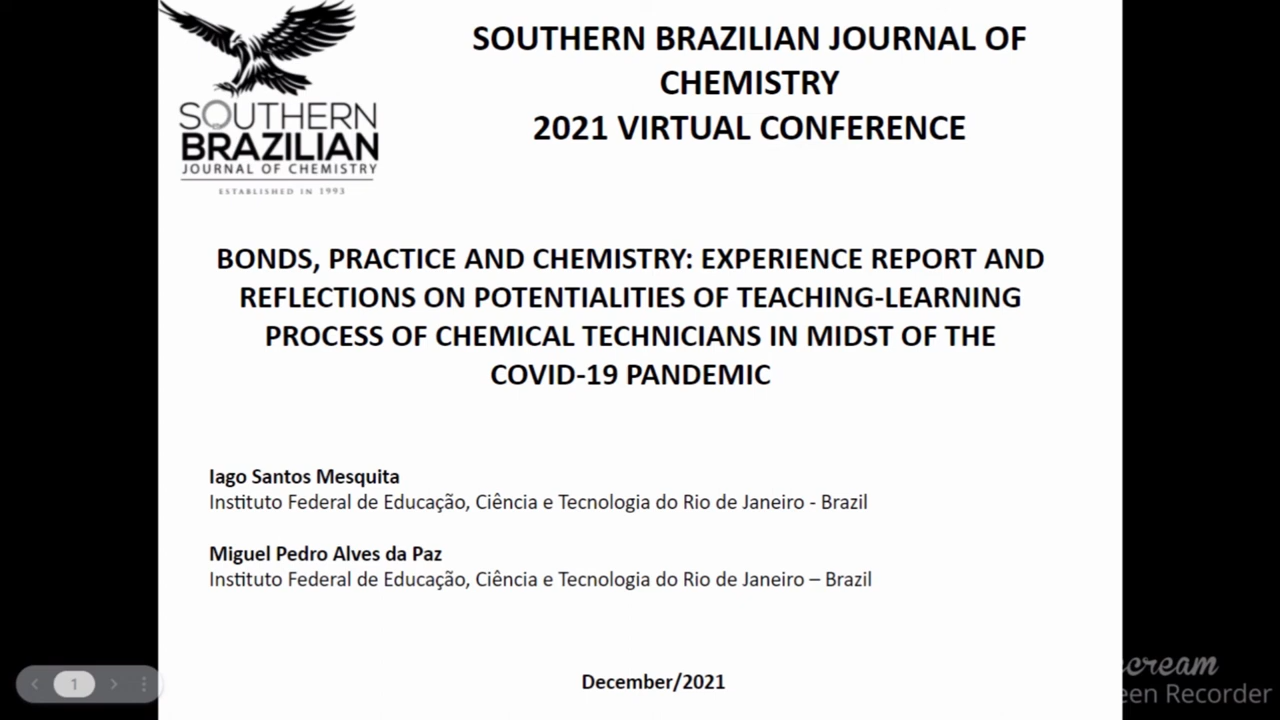 SOUTHERN
BRAZILIAN
JOURNAL OF CHEMISTRY
ESTABLISHED IN 1993
SOUTHERN BRAZILIAN JOURNAL OF
CHEMISTRY
2021 VIRTUAL CONFERENCE
BONDS, PRACTICE AND CHEMISTRY: EXPERIENCE REPORT AND
REFLECTIONS ON POTENTIALITIES OF TEACHING-LEARNING
PROCESS OF CHEMICAL TECHNICIANS IN MIDST OF THE
COVID-19 PANDEMIC
Iago Santos Mesquita
Instituto Federal de Educação, Ciência e Tecnologia do Rio de Janeiro - Brazil
Miguel Pedro Alves da Paz
Instituto Federal de Educação, Ciência e Tecnologia do Rio de Janeiro – Brazil
December/2021
1
cream
een Recorder